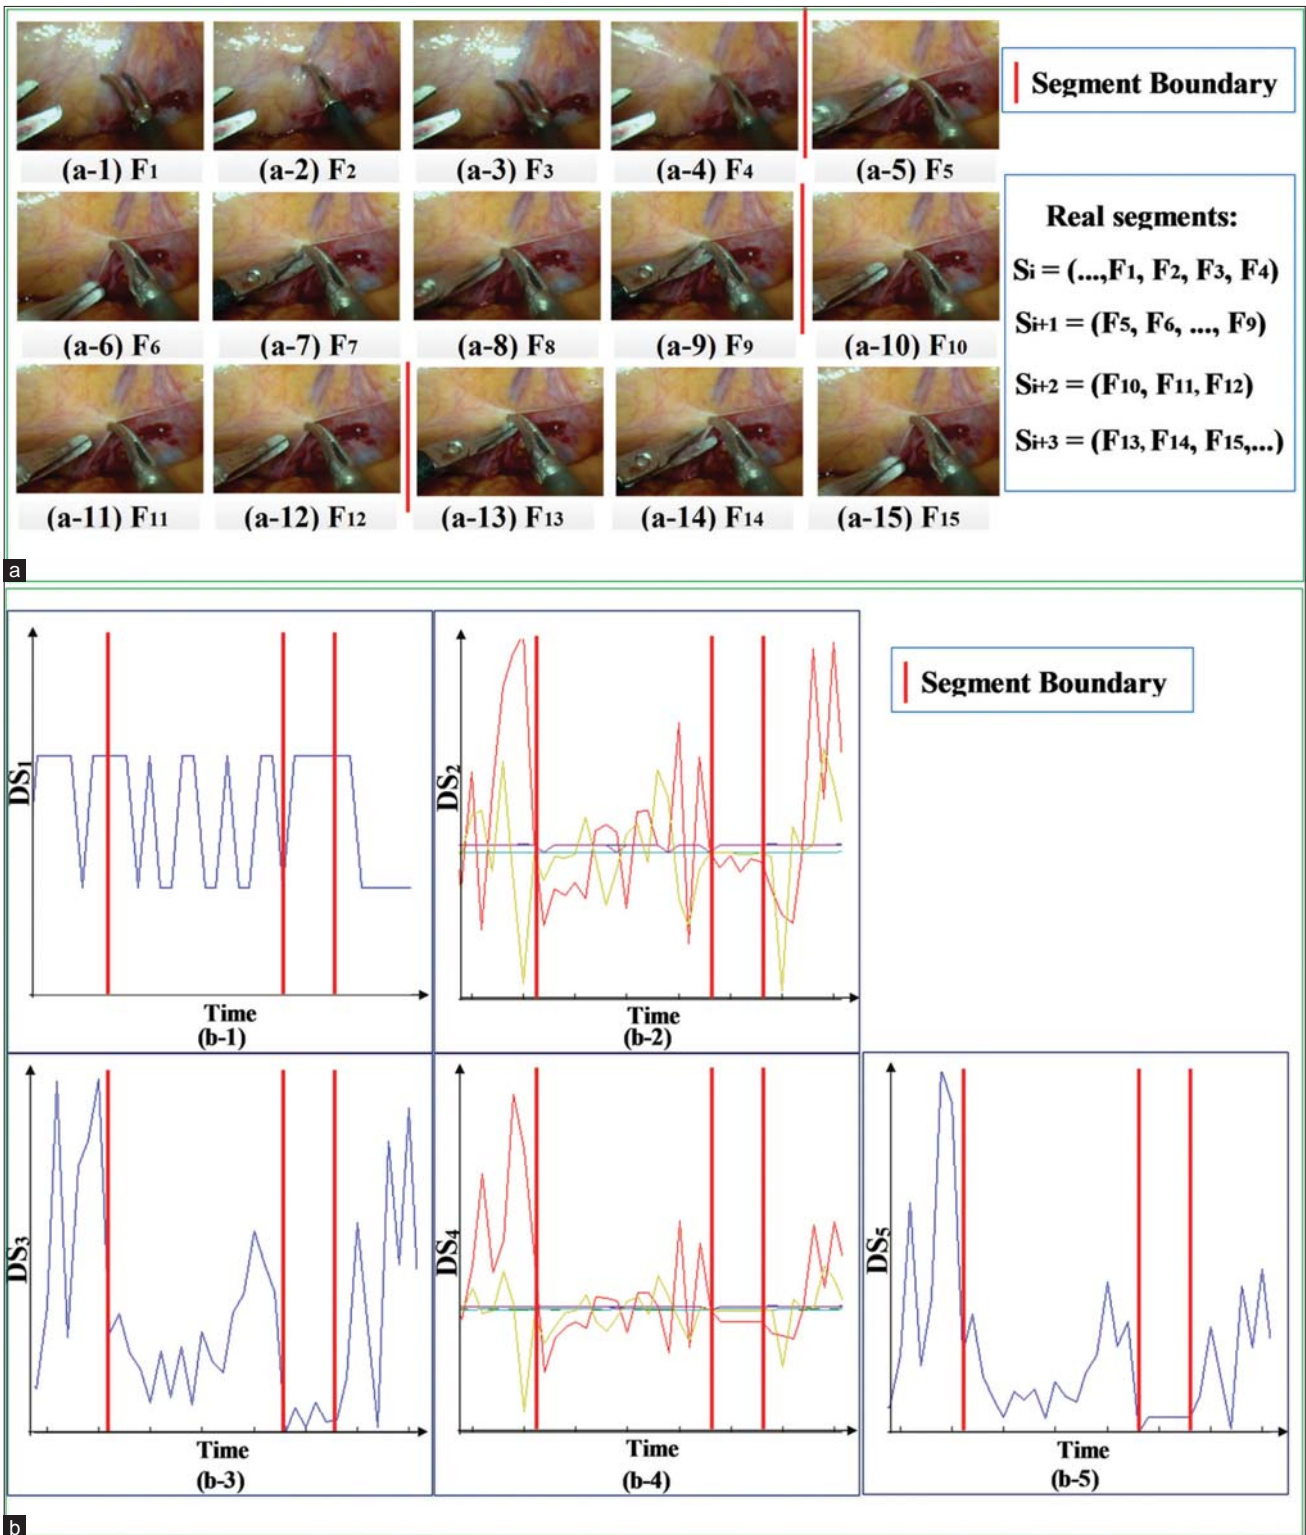 Segment Boundary
(a-1) F1
(a-2) F2
(a-3) F3
(a-4) F4
(a-5) F5
Real segments:
Si = (...,F1, F2, F3, F4)
Si+1 = (F5, F6, ..., F9)
Si+2 = (F10, F11, F12)
Si+3 = (F13, F14, F15,...)
(a-6) F6
(a-7) F7
(a-8) F8
(a-9) F9
(a-10) F10
(a-11) F11
(a-12) F12
(a-13) F13
(a-14) F14
(a-15) F15
a
DS1
Time
(b-1)
DS2
Time
(b-2)
Segment Boundary
DS3
Time
(b-3)
DS4
Time
(b-4)
DS5
Time
(b-5)
b